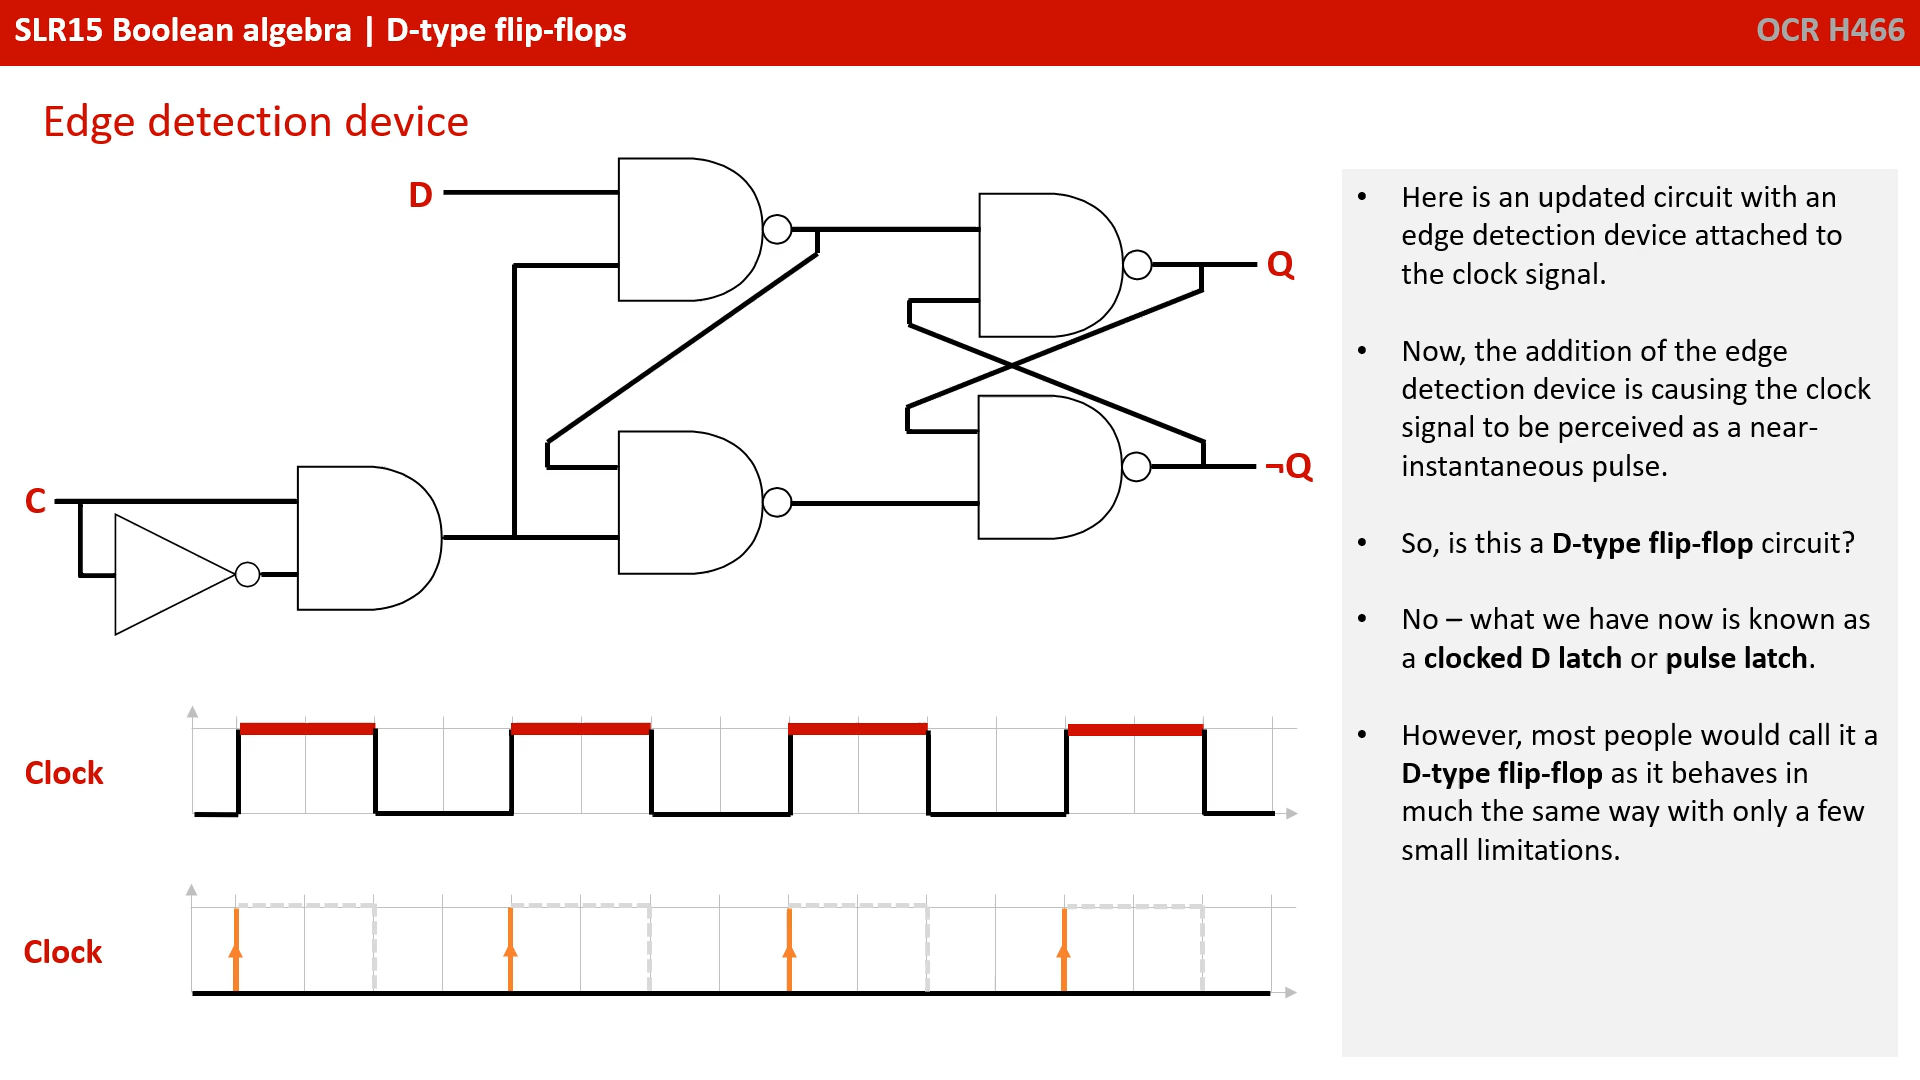 SLR15 Boolean algebra | D-type flip-flops
OCR H466
Edge detection device
D
Q
¬Q
C
Clock
Clock
• Here is an updated circuit with an
edge detection device attached to
the clock signal.
• Now, the addition of the edge
detection device is causing the clock
signal to be perceived as a near-
instantaneous pulse.
• So, is this a D-type flip-flop circuit?
• No – what we have now is known as
a clocked D latch or pulse latch.
• However, most people would call it a
D-type flip-flop as it behaves in
much the same way with only a few
small limitations.